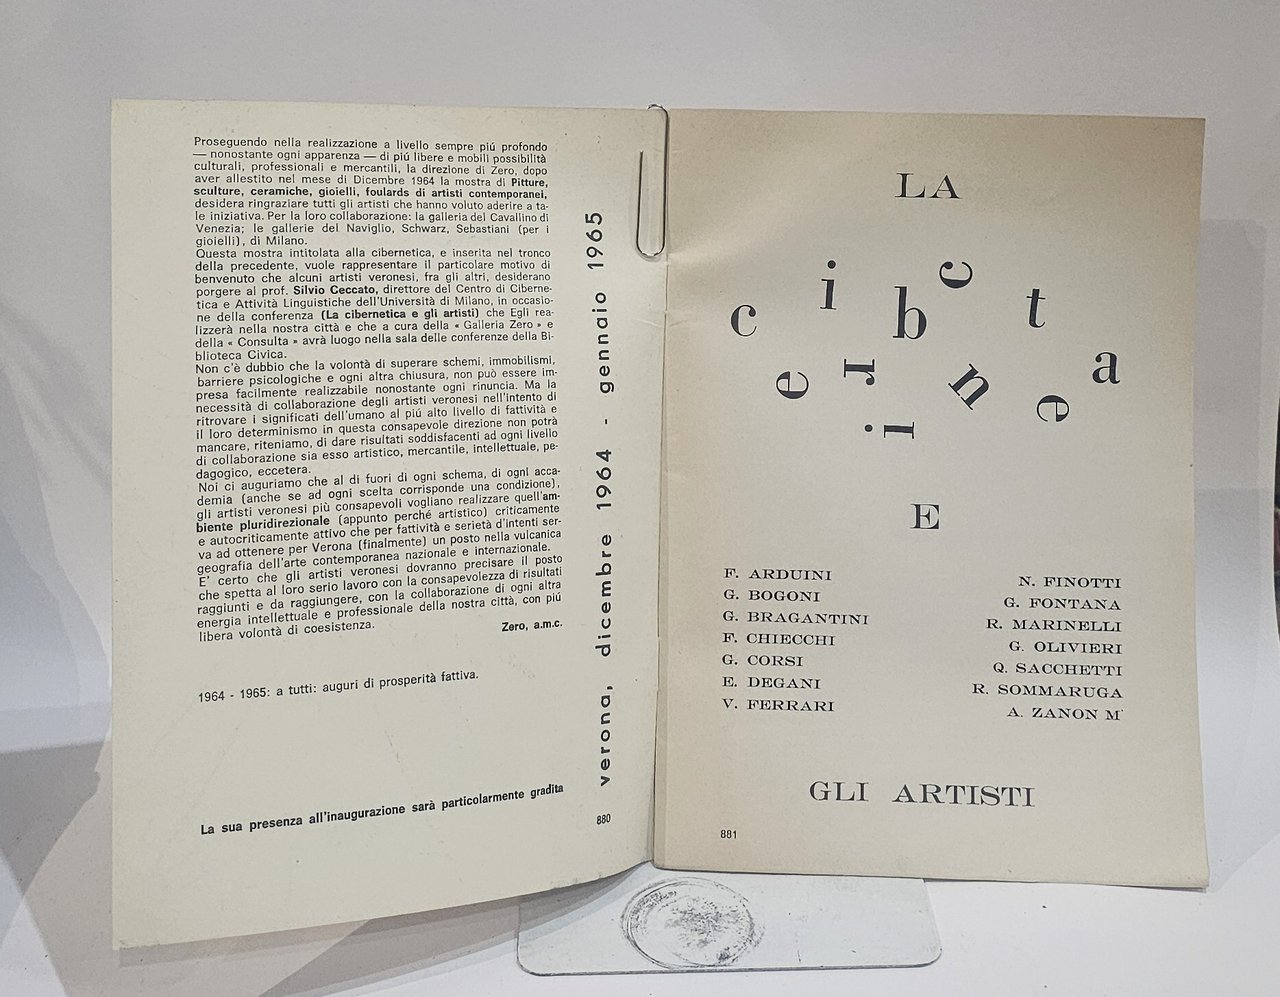 Proseguendo nella realizzazione a livello sempre piú profondo
— nonostante ogni apparenza — di piú libere e mobili possibilità
culturali, professionali e mercantili, la direzione di Zero, dopo
aver allestito nel mese di Dicembre 1964 la mostra di Pitture,
sculture, ceramiche, gioielli, foulards di artisti contemporanei,
desidera ringraziare tutti gli artisti che hanno voluto aderire a ta-
le iniziativa. Per la loro collaborazione: la galleria del Cavallino di
Venezia; le gallerie del Naviglio, Schwarz, Sebastiani (per i
gioielli), di Milano.
Questa mostra intitolata alla cibernetica, e inserita nel tronco
della precedente, vuole rappresentare il particolare motivo di
benvenuto che alcuni artisti veronesi, fra gli altri, desiderano
porgere al prof. Silvio Ceccato, direttore del Centro di Ciberne-
tica e Attività Linguistiche dell'Università di Milano, in occasio-
ne della conferenza (La cibernetica e gli artisti) che Egli rea-
lizzerà nella nostra città e che a cura della « Galleria Zero » e
della « Consulta » avrà luogo nella sala delle conferenze della Bi-
blioteca Civica.
Non c'è dubbio che la volontà di superare schemi, immobilismi,
barriere psicologiche e ogni altra chiusura, non può essere im-
presa facilmente realizzabile nonostante ogni rinuncia. Ma la
necessità di collaborazione degli artisti veronesi nell'intento di
ritrovare i significati dell'umano al piú alto livello di fattività e
il loro determinismo in questa consapevole direzione non potrà
mancare, riteniamo, di dare risultati soddisfacenti ad ogni livello
di collaborazione sia esso artistico, mercantile, intellettuale, pe-
dagogico, eccetera.
Noi ci auguriamo che al di fuori di ogni schema, di ogni acca-
demia (anche se ad ogni scelta corrisponde una condizione),
gli artisti veronesi più consapevoli vogliano realizzare quell'am-
biente pluridirezionale (appunto perché artistico) criticamente
e autocriticamente attivo che per fattività e serietà d'intenti ser-
va ad ottenere per Verona (finalmente) un posto nella vulcanica
geografia dell'arte contemporanea nazionale e internazionale.
E' certo che gli artisti veronesi dovranno precisare il posto
che spetta al loro serio lavoro con la consapevolezza di risultati
raggiunti e da raggiungere, con la collaborazione di ogni altra
energia intellettuale e professionale della nostra città, con piú
libera volontà di coesistenza.
Zero, a.m.c.
1964 - 1965: a tutti: auguri di prosperità fattiva.
La sua presenza all'inaugurazione sarà particolarmente gradita
verona, dicembre 1964 - gennaio 1965
880
LA
cibernetica
E
F. ARDUINI
G. BOGONI
G. BRAGANTINI
F. CHIECCHI
G. CORSI
E. DEGANI
V. FERRARI
N. FINOTTI
G. FONTANA
R. MARINELLI
G. OLIVIERI
Q. SACCHETTI
R. SOMMARUGA
A. ZANON M'
GLI ARTISTI
881